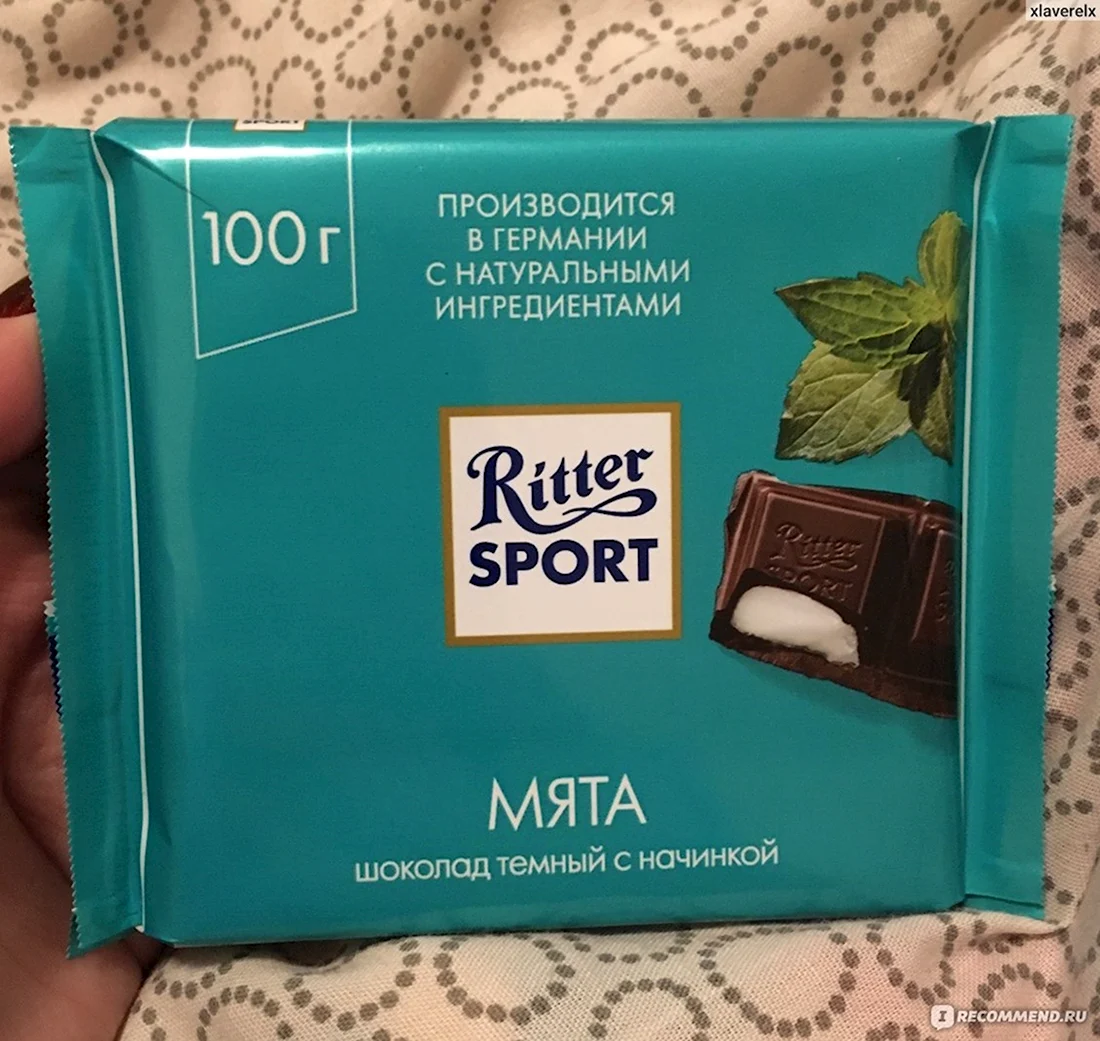 xlaverelx
SPORT
100 г
ПРОИЗВОДИТСЯ
В ГЕРМАНИИ
С НАТУРАЛЬНЫМИ
ИНГРЕДИЕНТАМИ
Ritter
SPORT
Ritter
SPORT
МЯТА
шоколад темный с начинкой
I RECOMMEND.RU